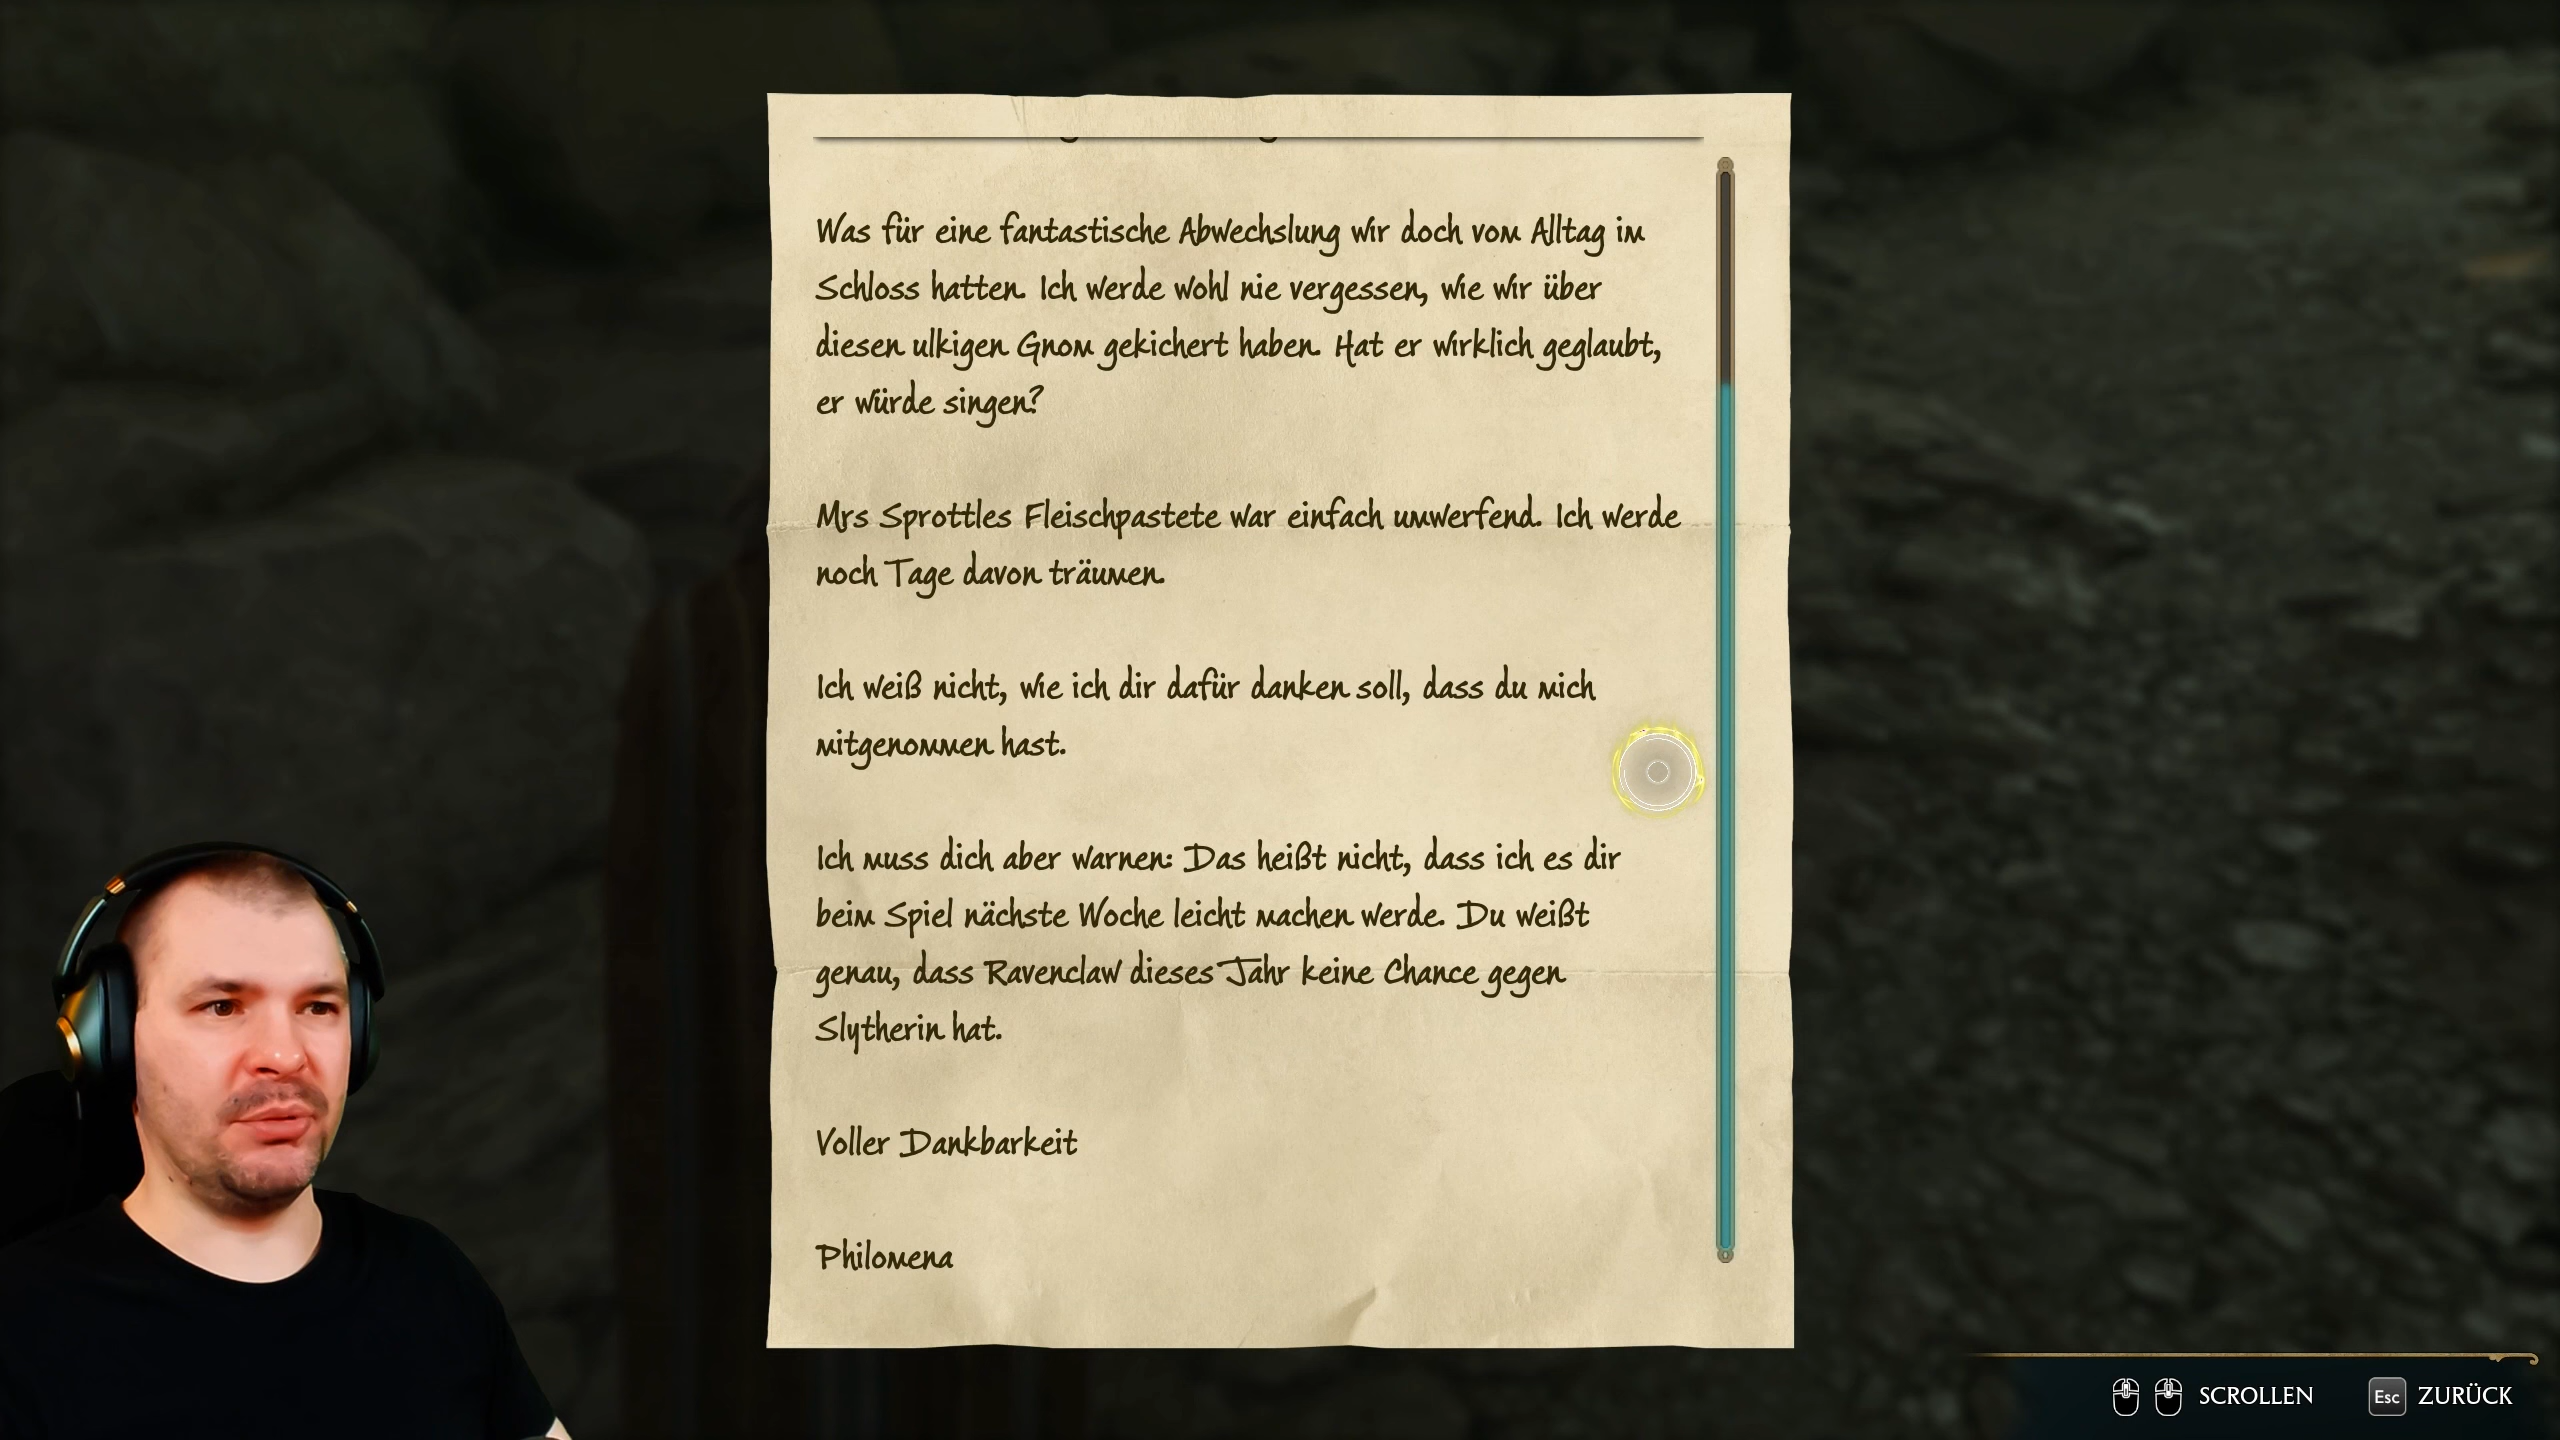 Was für eine fantastische Abwechslung wir doch vom Alltag im
Schloss hatten. Ich werde wohl nie vergessen, wie wir über
diesen ulkigen Gnom gekichert haben. Hat er wirklich geglaubt,
er würde singen?
Mrs Sprottles Fleischpastete war einfach umwerfend. Ich werde
noch Tage davon träumen.
Ich weiß nicht, wie ich dir dafür danken soll, dass du mich
mitgenommen hast.
Ich muss dich aber warnen: Das heißt nicht, dass ich es dir
beim Spiel nächste Woche leicht machen werde. Du weißt
genau, dass Ravenclaw dieses Jahr keine Chance gegen
Slytherin hat.
Voller Dankbarkeit
Philomena
SCROLLEN
Esc ZURÜCK